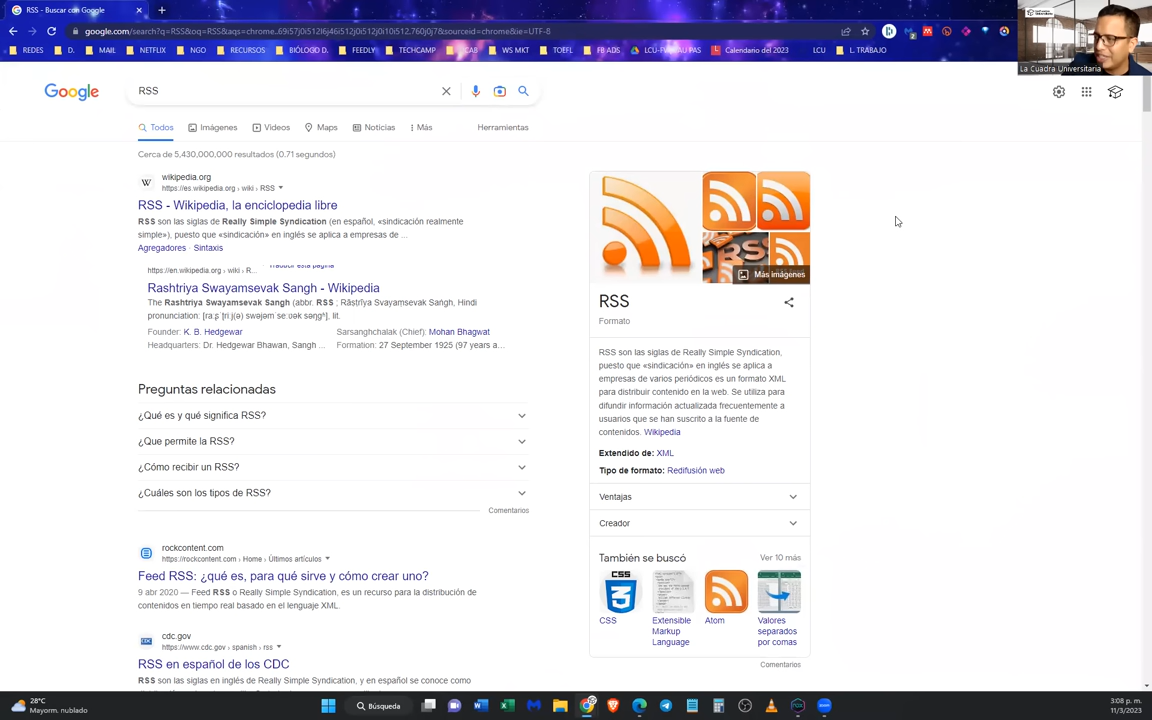 RSS - Buscar con Google
google.com/search?q=RSS&oq=RSS&aqs=chrome..69i57j0i512l6j46i512j0i512j0i10i512.760j0j7&sourceid=chrome&ie=UTF-8
REDES
D.
MAIL
NETFLIX
NGO
RECURSOS
BIÓLOGO D.
FEEDLY
TECHCAMP
WS MKT
TOEFL
FB ADS
LCU-FW-AU PAS
Calendario del 2023
LCU
L. TRABAJO
La Cuadra Universitaria
Google
RSS
Todos
Imágenes
Videos
Maps
Noticias
Más
Herramientas
Cerca de 5,430,000,000 resultados (0.71 segundos)
W
wikipedia.org
https://es.wikipedia.org › wiki › RSS
RSS - Wikipedia, la enciclopedia libre
RSS son las siglas de Really Simple Syndication (en español, «sindicación realmente
simple»), puesto que «sindicación» en inglés se aplica a empresas de ...
Agregadores · Sintaxis
https://en.wikipedia.org › wiki › R...
Traducir esta página
Rashtriya Swayamsevak Sangh - Wikipedia
The Rashtriya Swayamsevak Sangh (abbr. RSS ; Rāṣṭrīya Svayaṃsevak Saṅgh, Hindi
Founder: K. B. Hedgewar
Sarsanghchalak (Chief): Mohan Bhagwat
Headquarters: Dr. Hedgewar Bhawan, Sangh ...
Formation: 27 September 1925 (97 years a...
Preguntas relacionadas
¿Qué es y qué significa RSS?
¿Que permite la RSS?
¿Cómo recibir un RSS?
¿Cuáles son los tipos de RSS?
Comentarios
rockcontent.com
https://rockcontent.com › Home › Últimos artículos
Feed RSS: ¿qué es, para qué sirve y cómo crear uno?
9 abr 2020 — Feed RSS o Really Simple Syndication, es un recurso para la distribución de
contenidos en tiempo real basado en el lenguaje XML.
CDC
cdc.gov
https://www.cdc.gov › spanish › rss
RSS en español de los CDC
RSS son las siglas en inglés de Really Simple Syndication, y en español se conoce como
RSS
Más imágenes
RSS
Formato
RSS son las siglas de Really Simple Syndication,
puesto que «sindicación» en inglés se aplica a
empresas de varios periódicos es un formato XML
para distribuir contenido en la web. Se utiliza para
difundir información actualizada frecuentemente a
usuarios que se han suscrito a la fuente de
contenidos. Wikipedia
Extendido de: XML
Tipo de formato: Redifusión web
Ventajas
Creador
También se buscó
Ver 10 más
CSS
CSS
Extensible
Markup
Language
Atom
Valores
separados
por comas
Comentarios
28°C
Mayorm. nublado
Búsqueda
3:08 p. m.
11/3/2023